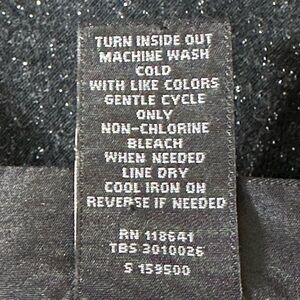 TURN INSIDE OUT
MACHINE WASH
COLD
WITH LIKE COLORS
GENTLE CYCLE
ONLY
NON-CHLORINE
BLEACH
WHEN NEEDED
LINE DRY
COOL IRON ON
REVERSE IF NEEDED
RN 118641
TBS 3010026
S 159500